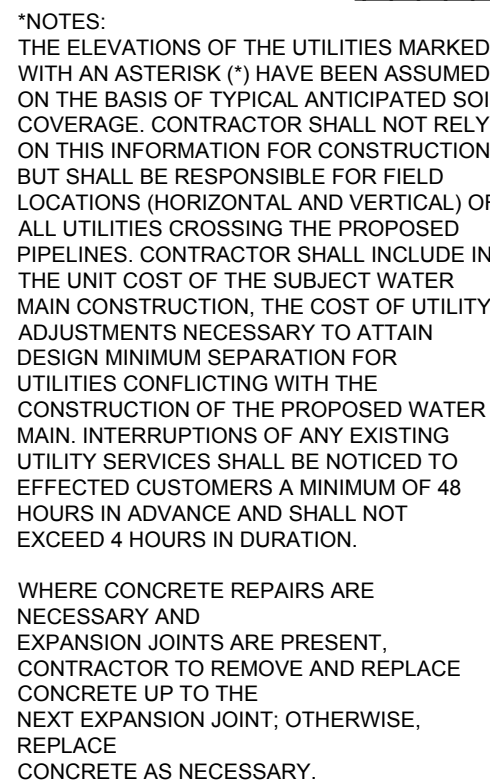 *NOTES:
THE ELEVATIONS OF THE UTILITIES MARKED
WITH AN ASTERISK (*) HAVE BEEN ASSUMED
ON THE BASIS OF TYPICAL ANTICIPATED SOI
COVERAGE. CONTRACTOR SHALL NOT RELY
ON THIS INFORMATION FOR CONSTRUCTION
BUT SHALL BE RESPONSIBLE FOR FIELD
LOCATIONS (HORIZONTAL AND VERTICAL) OF
ALL UTILITIES CROSSING THE PROPOSED
PIPELINES. CONTRACTOR SHALL INCLUDE IN
THE UNIT COST OF THE SUBJECT WATER
MAIN CONSTRUCTION, THE COST OF UTILITY
ADJUSTMENTS NECESSARY TO ATTAIN
DESIGN MINIMUM SEPARATION FOR
UTILITIES CONFLICTING WITH THE
CONSTRUCTION OF THE PROPOSED WATER
MAIN. INTERRUPTIONS OF ANY EXISTING
UTILITY SERVICES SHALL BE NOTICED TO
EFFECTED CUSTOMERS A MINIMUM OF 48
HOURS IN ADVANCE AND SHALL NOT
EXCEED 4 HOURS IN DURATION.
WHERE CONCRETE REPAIRS ARE
NECESSARY AND
EXPANSION JOINTS ARE PRESENT,
CONTRACTOR TO REMOVE AND REPLACE
CONCRETE UP TO THE
NEXT EXPANSION JOINT; OTHERWISE,
REPLACE
CONCRETE AS NECESSARY.